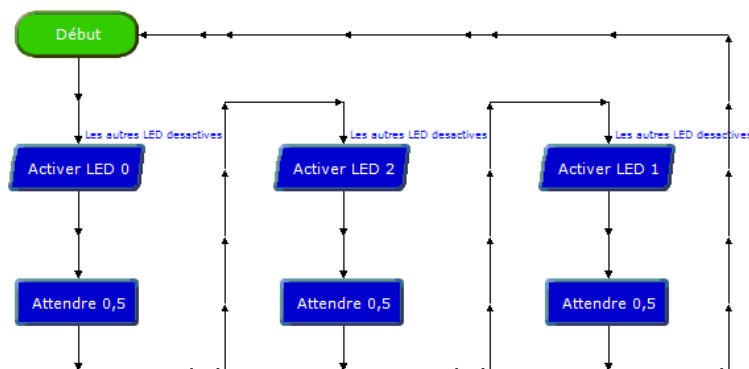 Début
Les autres LED desactives
Activer LED 0
Attendre 0,5
Les autres LED desactives
Activer LED 2
Attendre 0,5
Les autres LED desactives
Activer LED 1
Attendre 0,5